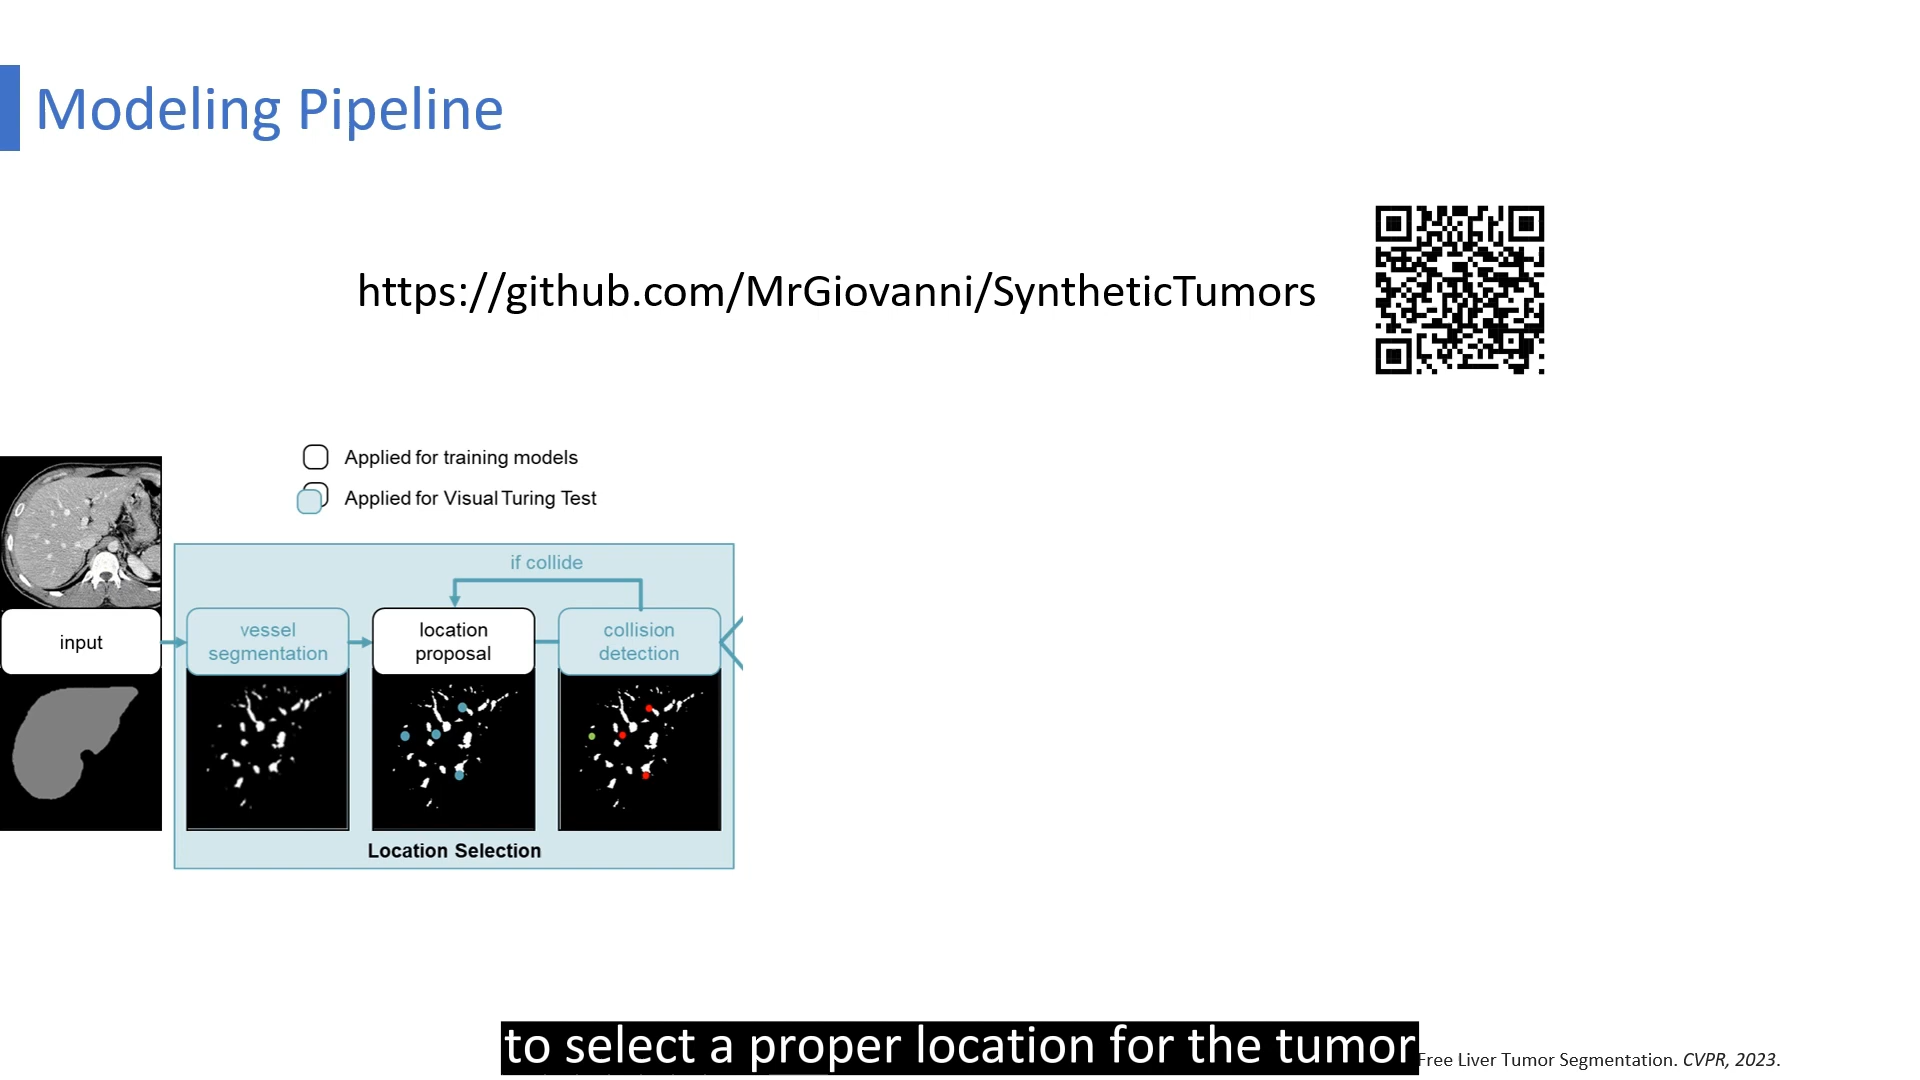 Modeling Pipeline
https://github.com/MrGiovanni/SyntheticTumors
Applied for training models
Applied for Visual Turing Test
if collide
input
vessel
segmentation
location
proposal
collision
detection
Location Selection
to select a proper location for the tumor
Free Liver Tumor Segmentation. CVPR, 2023.